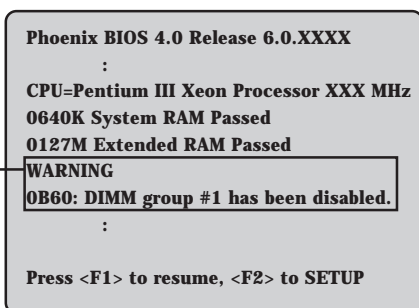 Phoenix BIOS 4.0 Release 6.0.XXXX
:
CPU=Pentium III Xeon Processor XXX MHz
0640K System RAM Passed
0127M Extended RAM Passed
WARNING
0B60: DIMM group #1 has been disabled.
:
Press <F1> to resume, <F2> to SETUP